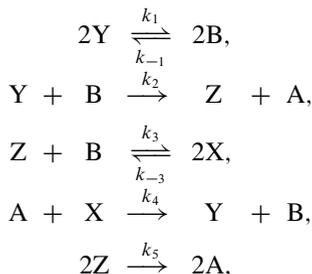 2Y k₁ ⇌ k₋₁ 2B,
Y + B k₂ ⟶ Z + A,
Z + B k₃ ⇌ k₋₃ 2X,
A + X k₄ ⟶ Y + B,
2Z k₅ ⟶ 2A,